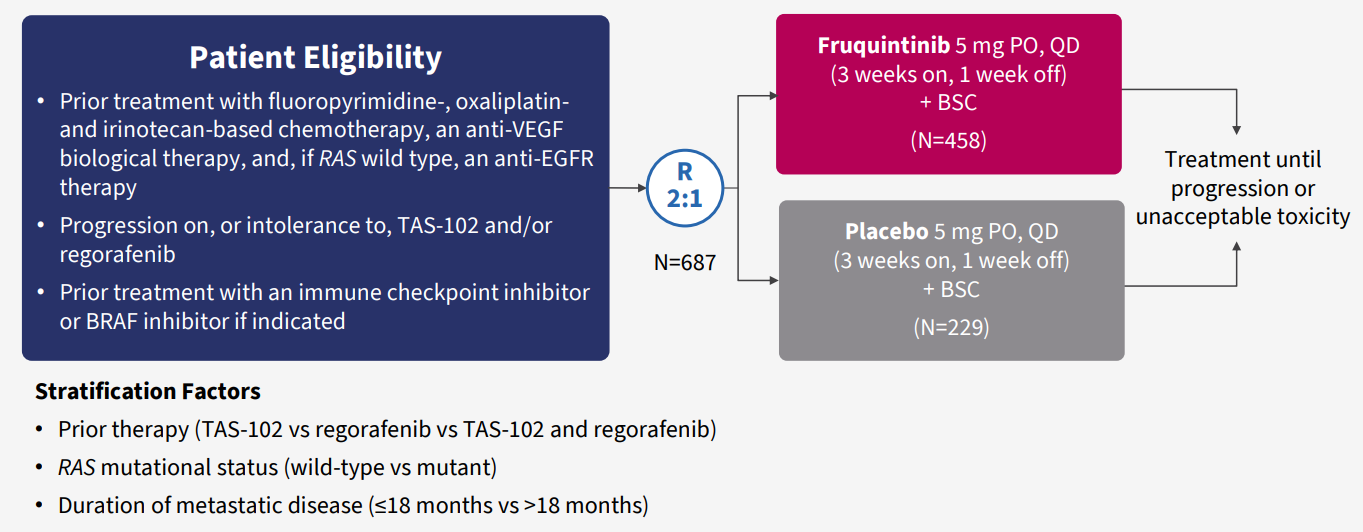 Patient Eligibility
• Prior treatment with fluoropyrimidine-, oxaliplatin-
and irinotecan-based chemotherapy, an anti-VEGF
biological therapy, and, if RAS wild type, an anti-EGFR
therapy
• Progression on, or intolerance to, TAS-102 and/or
regorafenib
• Prior treatment with an immune checkpoint inhibitor
or BRAF inhibitor if indicated
R
2:1
N=687
Fruquintinib 5 mg PO, QD
(3 weeks on, 1 week off)
+ BSC
(N=458)
Placebo 5 mg PO, QD
(3 weeks on, 1 week off)
+ BSC
(N=229)
Treatment until
progression or
unacceptable toxicity
Stratification Factors
• Prior therapy (TAS-102 vs regorafenib vs TAS-102 and regorafenib)
• RAS mutational status (wild-type vs mutant)
• Duration of metastatic disease (≤18 months vs >18 months)